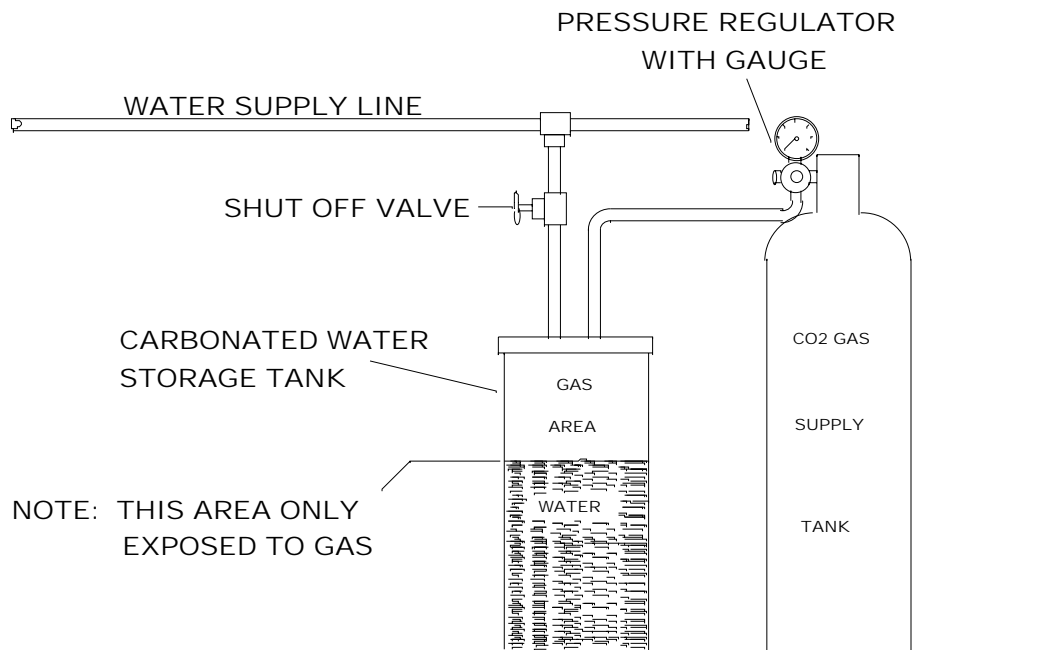 PRESSURE REGULATOR
WITH GAUGE
WATER SUPPLY LINE
SHUT OFF VALVE
CARBONATED WATER
STORAGE TANK
GAS
AREA
CO2 GAS
SUPPLY
TANK
WATER
NOTE: THIS AREA ONLY
EXPOSED TO GAS